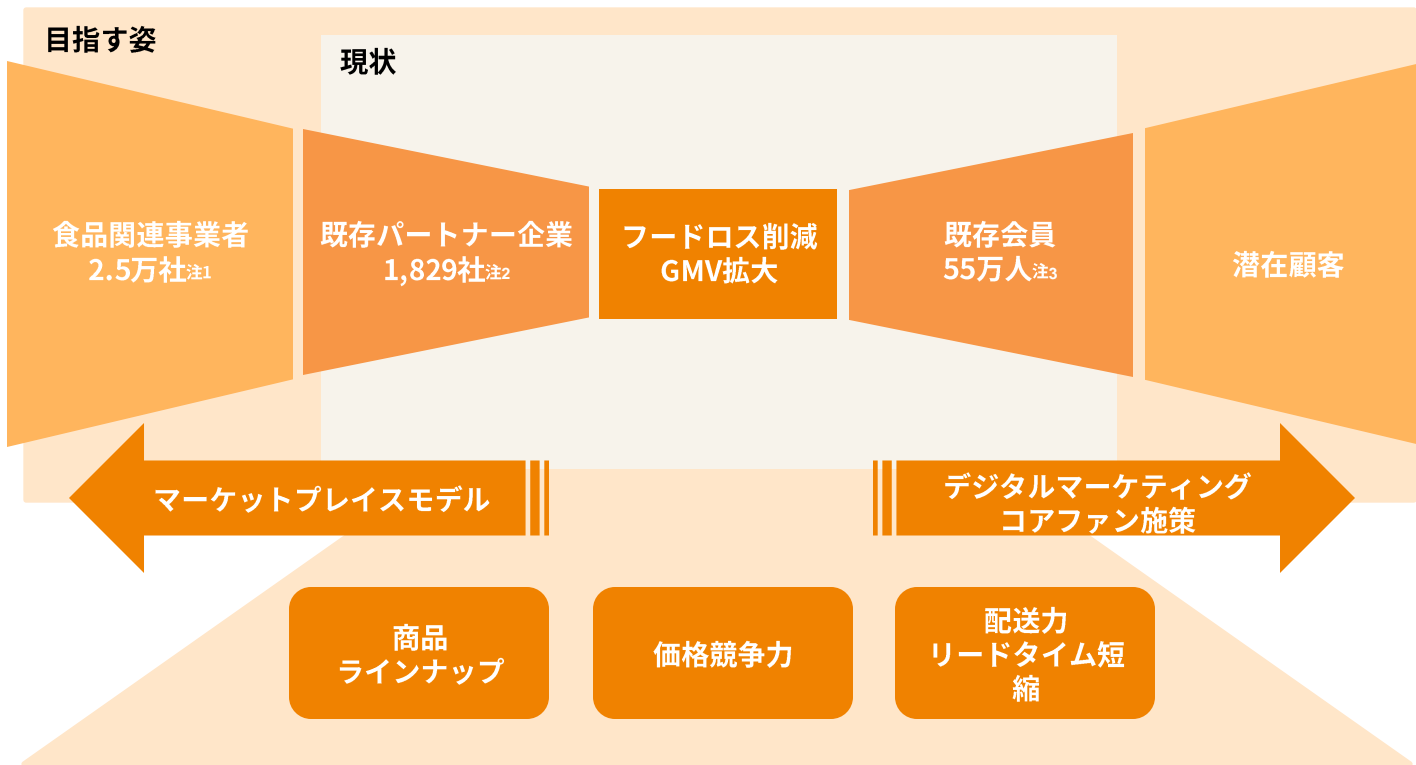 目指す姿
現状
食品関連事業者
2.5万社注1
既存パートナー企業
1,829社注2
フードロス削減
GMV拡大
既存会員
55万人注3
潜在顧客
マーケットプレイスモデル
デジタルマーケティング
コアファン施策
商品
ラインナップ
価格競争力
配送力
リードタイム短
縮